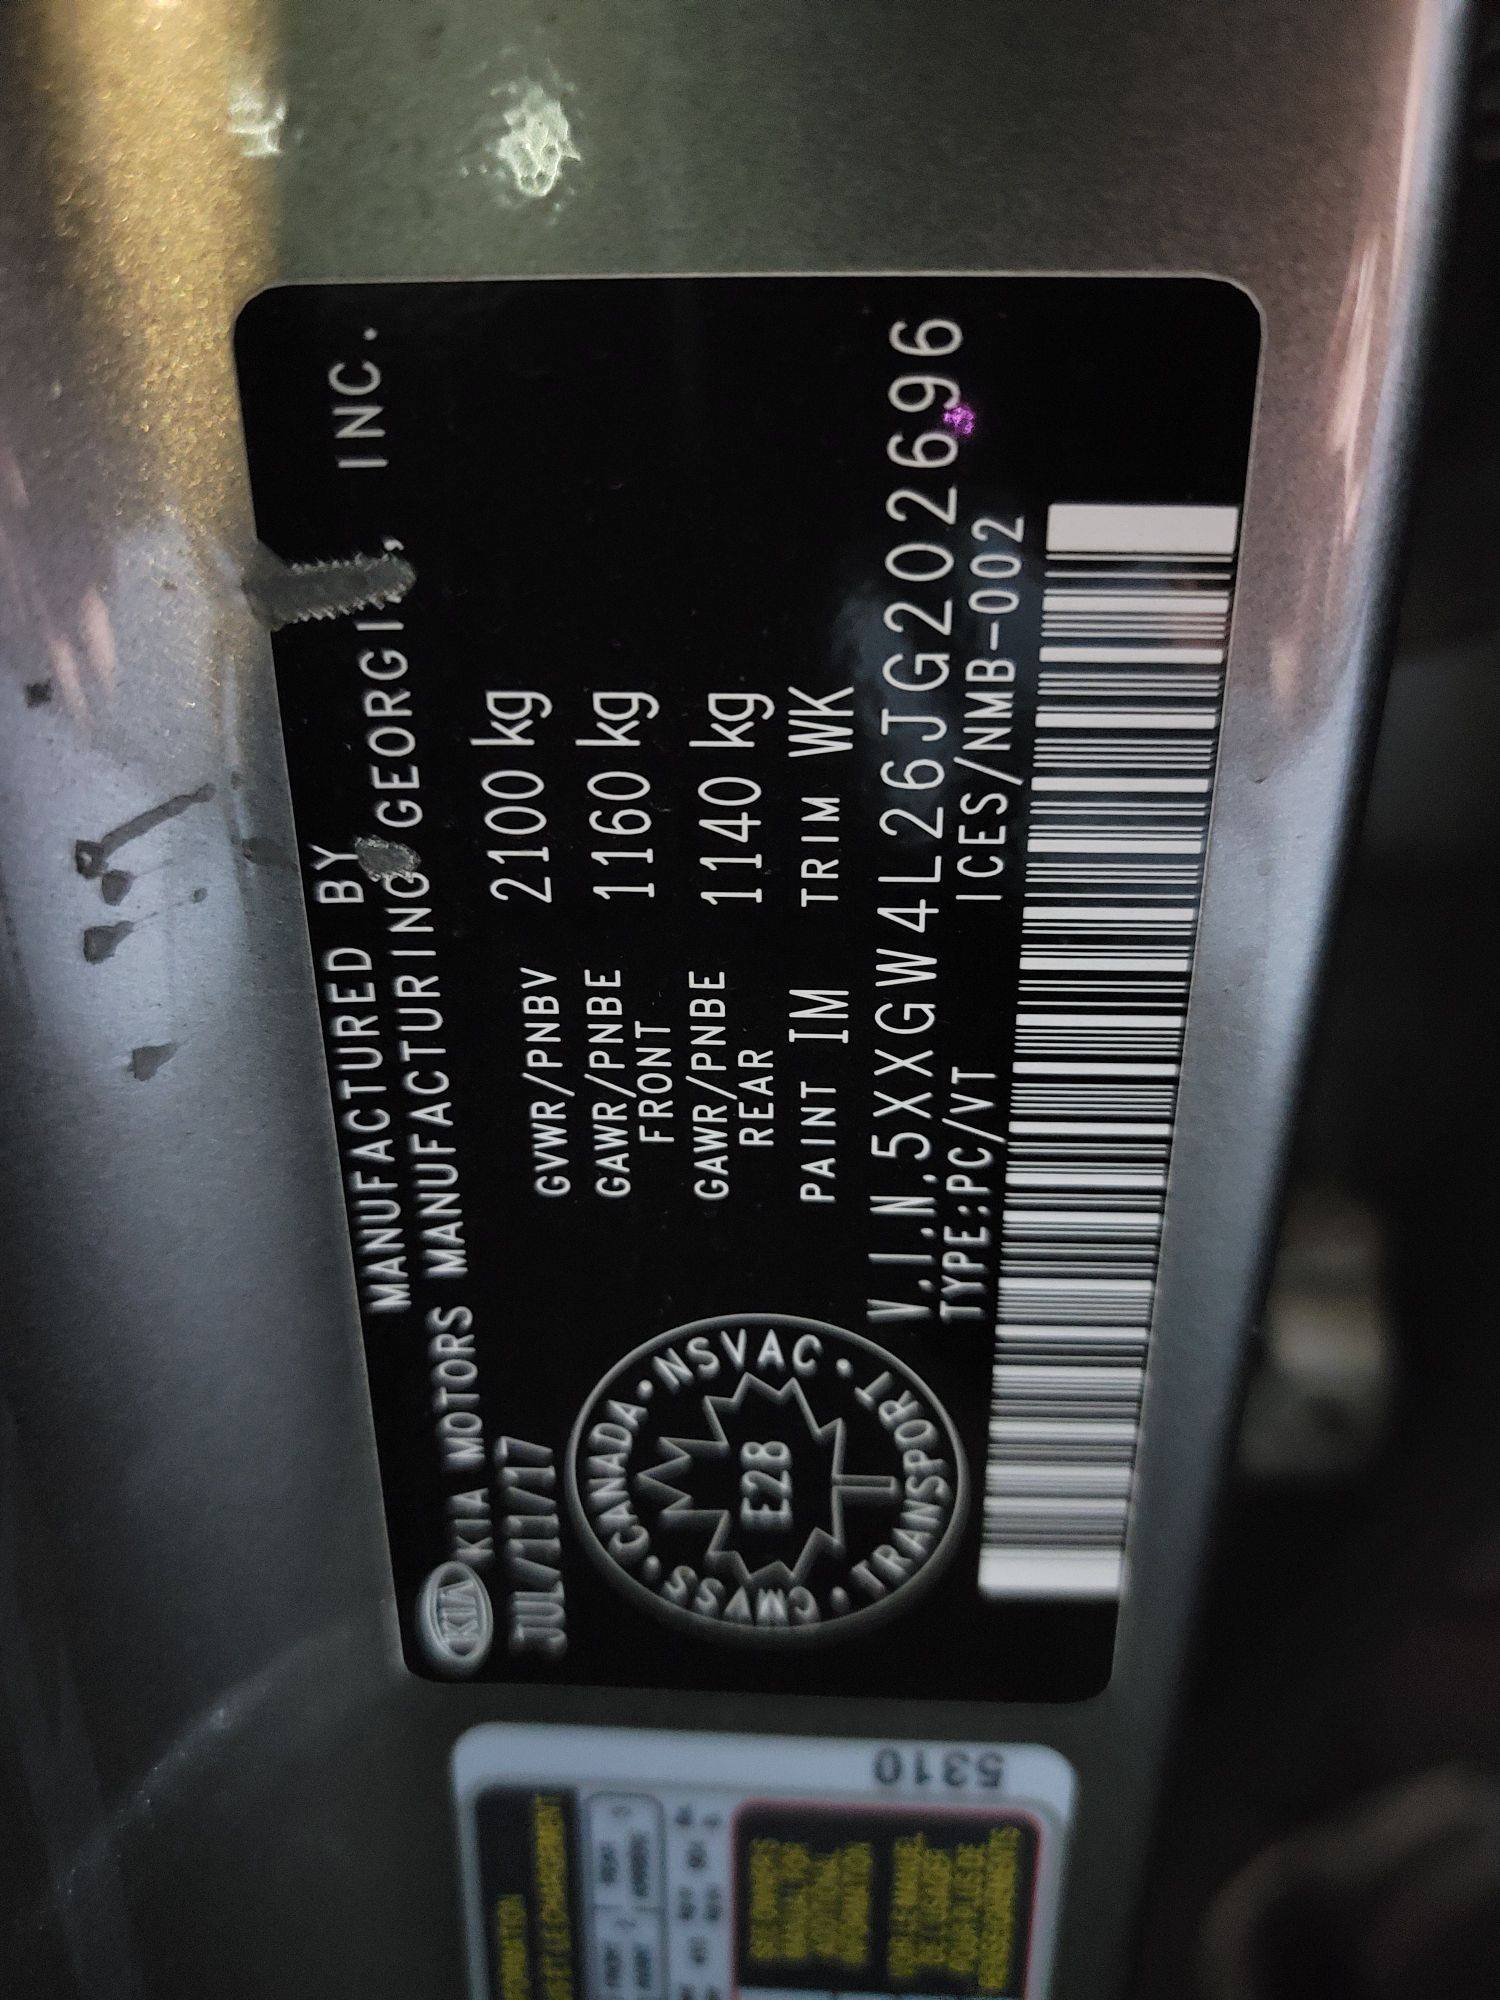 MANUFACTURED BY
KIA KIA MOTORS MANUFACTURING GEORGIA, INC.
JUL/11/17
GVWR/PNBV 2100 kg
GAWR/PNBE 1160 kg
FRONT
GAWR/PNBE 1140 kg
REAR
PAINT IM TRIM WK
CANADA • NSVAC • TRANSPORT • CMVSS •
E28
V.I.N.5XXGW4L26JG202696
TYPE:PC/VT ICES/NMB-002
5310